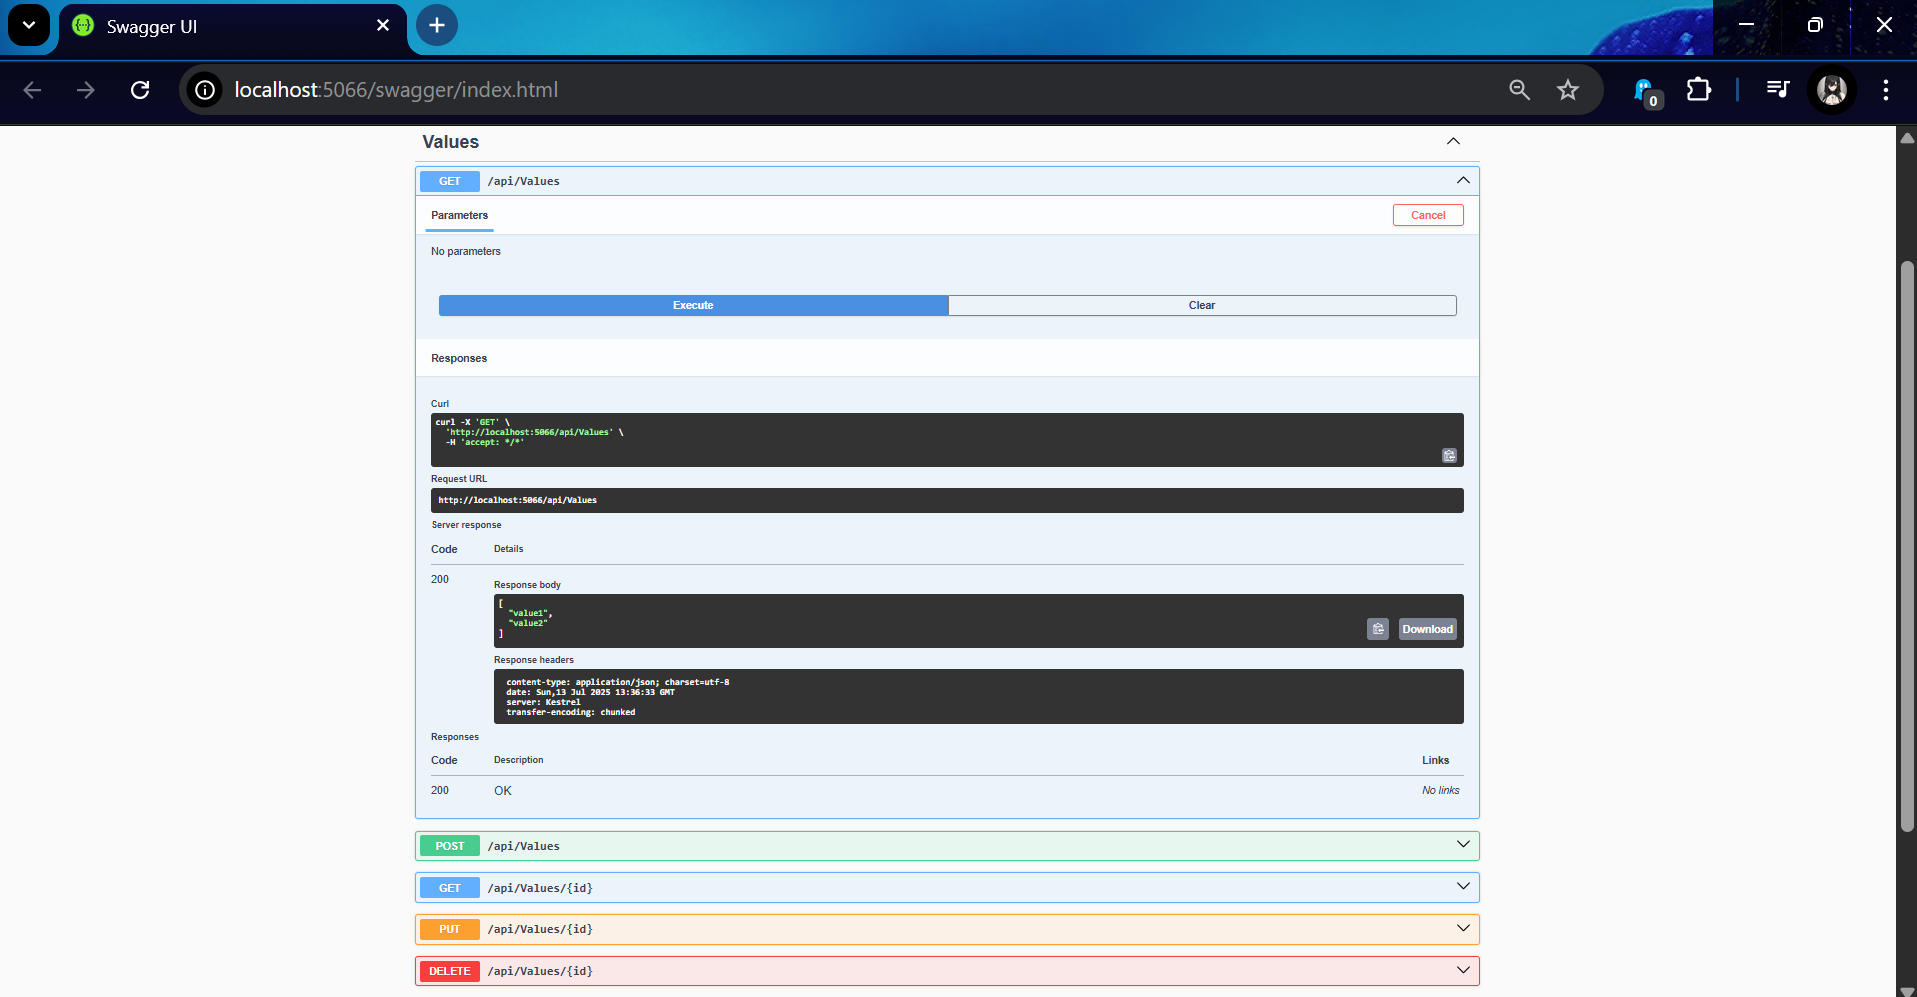 Swagger UI
localhost:5066/swagger/index.html
0
Values
GET /api/Values
Parameters
Cancel
No parameters
Execute
Clear
Responses
Curl
curl -X 'GET' \
'http://localhost:5066/api/Values' \
-H 'accept: */*'
Request URL
http://localhost:5066/api/Values
Server response
Code Details
200
Response body
[
"value1",
"value2"
]
Download
Response headers
content-type: application/json; charset=utf-8
date: Sun,13 Jul 2025 13:36:33 GMT
server: Kestrel
transfer-encoding: chunked
Responses
Code Description Links
200 OK No links
POST /api/Values
GET /api/Values/{id}
PUT /api/Values/{id}
DELETE /api/Values/{id}